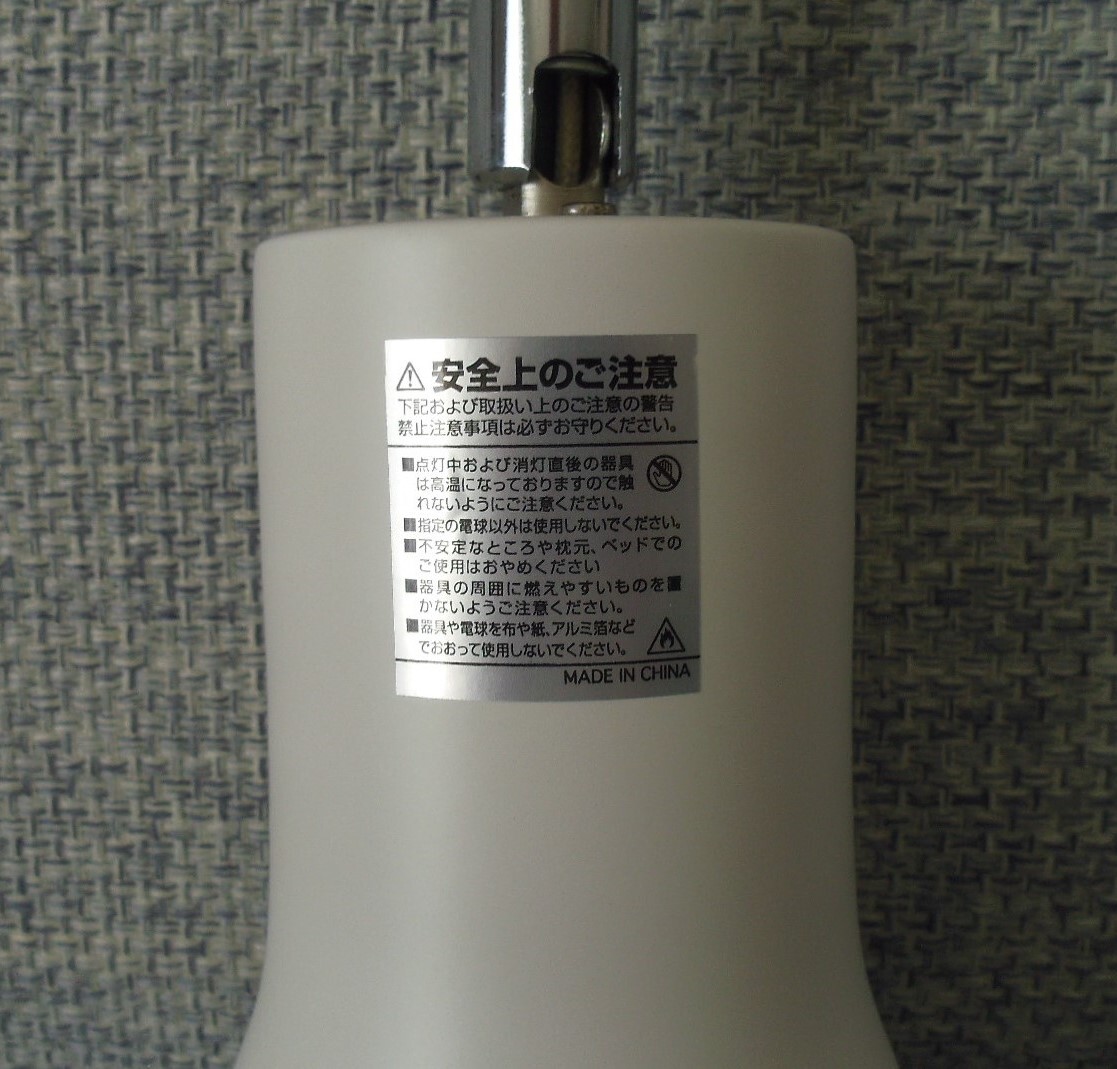 安全上のご注意
下記および取扱い上のご注意の警告
禁止注意事項は必ずお守りください。
■点灯中および消灯直後の器具
は高温になっておりますので触
れないようにご注意ください。
■指定の電球以外は使用しないでください。
■不安定なところや枕元、ベッドでの
ご使用はおやめください
■器具の周囲に燃えやすいものを置
かないようご注意ください。
■器具や電球を布や紙、アルミ箔など
でおおって使用しないでください。
MADE IN CHINA